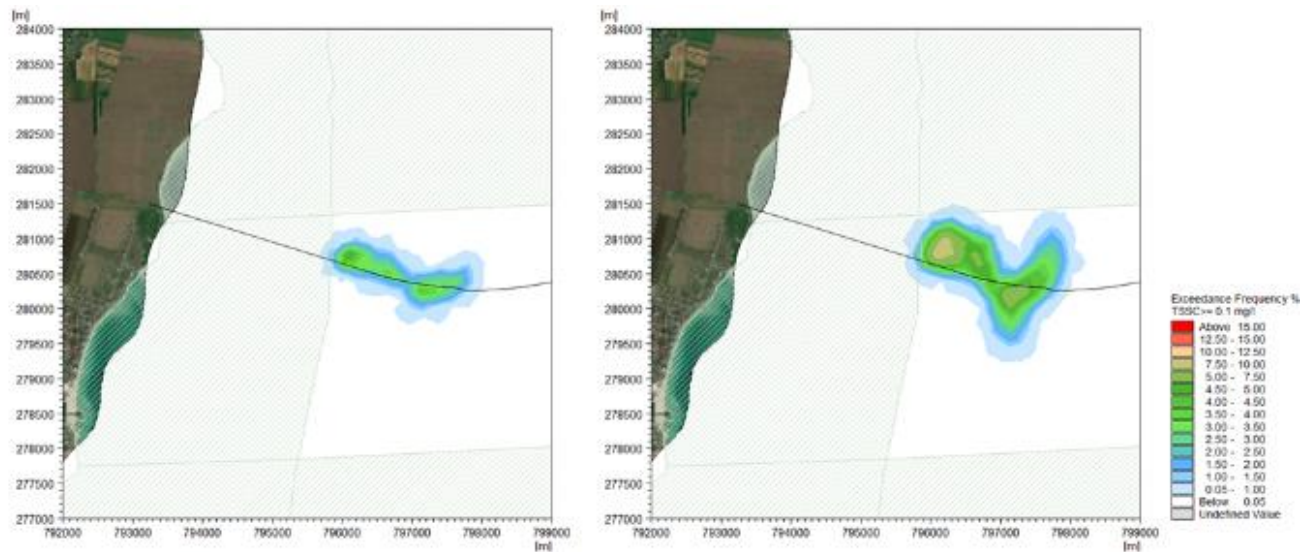 [m]
284000
283500
283000
282500
282000
281500
281000
280500
280000
279500
279000
278500
278000
277500
277000
792000 793000 794000 795000 796000 797000 798000 799000
[m]
[m]
284000
283500
283000
282500
282000
281500
281000
280500
280000
279500
279000
278500
278000
277500
277000
792000 793000 794000 795000 796000 797000 798000 799000
[m]
Exceedance Frequency %
TSSC>= 0.1 mg/l
Above 15.00
12.50 - 15.00
10.00 - 12.50
7.50 - 10.00
5.00 - 7.50
4.50 - 5.00
4.00 - 4.50
3.50 - 4.00
3.00 - 3.50
2.50 - 3.00
2.00 - 2.50
1.50 - 2.00
1.00 - 1.50
0.05 - 1.00
Below 0.05
Undefined Value